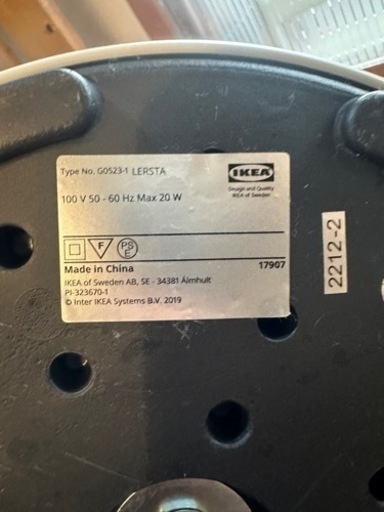 Type No. G0523-1 LERSTA
IKEA
Design and Quality
IKEA of Sweden
100 V 50 - 60 Hz Max 20 W
F
PS
E
Made in China
17907
IKEA of Sweden AB, SE - 34381 Älmhult
PI-323670-1
© Inter IKEA Systems B.V. 2019
2212-2